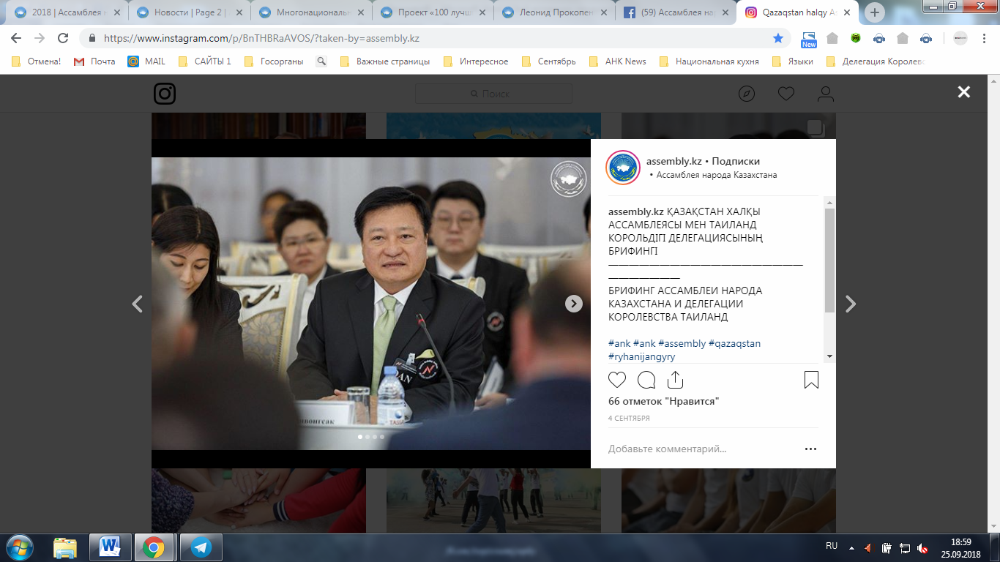 2018 | Ассамблея
Новости | Page 2 |
Многонациональ
Проект «100 лучш
Леонид Прокопен
(59) Ассамблея на
Qazaqstan halqy As
https://www.instagram.com/p/BnTHBRaAVOS/?taken-by=assembly.kz
New
Отмена!
Почта
MAIL
САЙТЫ 1
Госорганы
Важные страницы
Интересное
Сентябрь
АНК News
Национальная кухня
Языки
Делегация Королевс
Поиск
assembly.kz • Подписки
• Ассамблея народа Казахстана
assembly.kz ҚАЗАҚСТАН ХАЛҚЫ
АССАМБЛЕЯСЫ МЕН ТАИЛАНД
КОРОЛЬДІГІ ДЕЛЕГАЦИЯСЫНЫҢ
БРИФИНГІ
———————————————————
———————
БРИФИНГ АССАМБЛЕИ НАРОДА
КАЗАХСТАНА И ДЕЛЕГАЦИИ
КОРОЛЕВСТВА ТАИЛАНД
#ank #ank #assembly #qazaqstan
#ryhanijangyry
66 отметок "Нравится"
4 СЕНТЯБРЯ
Добавьте комментарий...
TASSAY
RU
18:59
25.09.2018